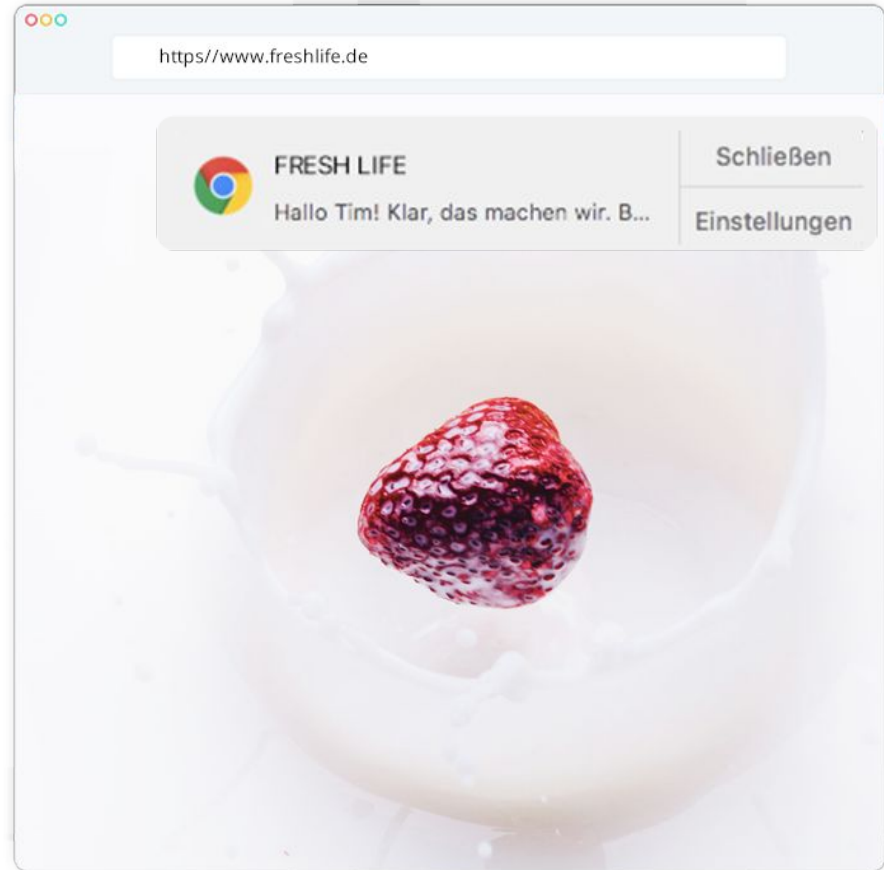 https//www.freshlife.de
FRESH LIFE
Hallo Tim! Klar, das machen wir. B...
Schließen
Einstellungen